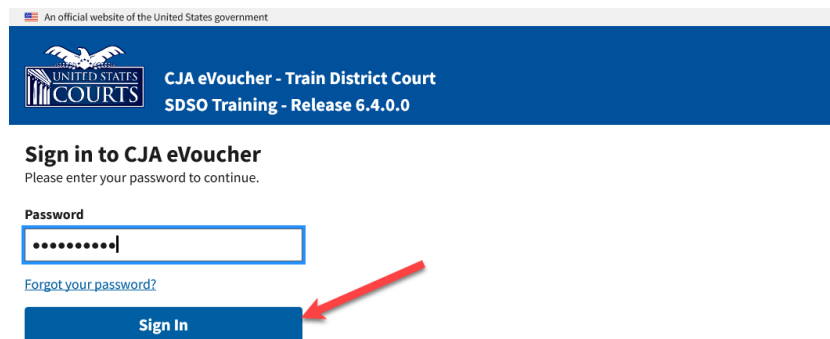 An official website of the United States government
UNITED STATES
COURTS
CJA eVoucher - Train District Court
SDSO Training - Release 6.4.0.0
Sign in to CJA eVoucher
Please enter your password to continue.
Password
••••••••••
Forgot your password?
Sign In